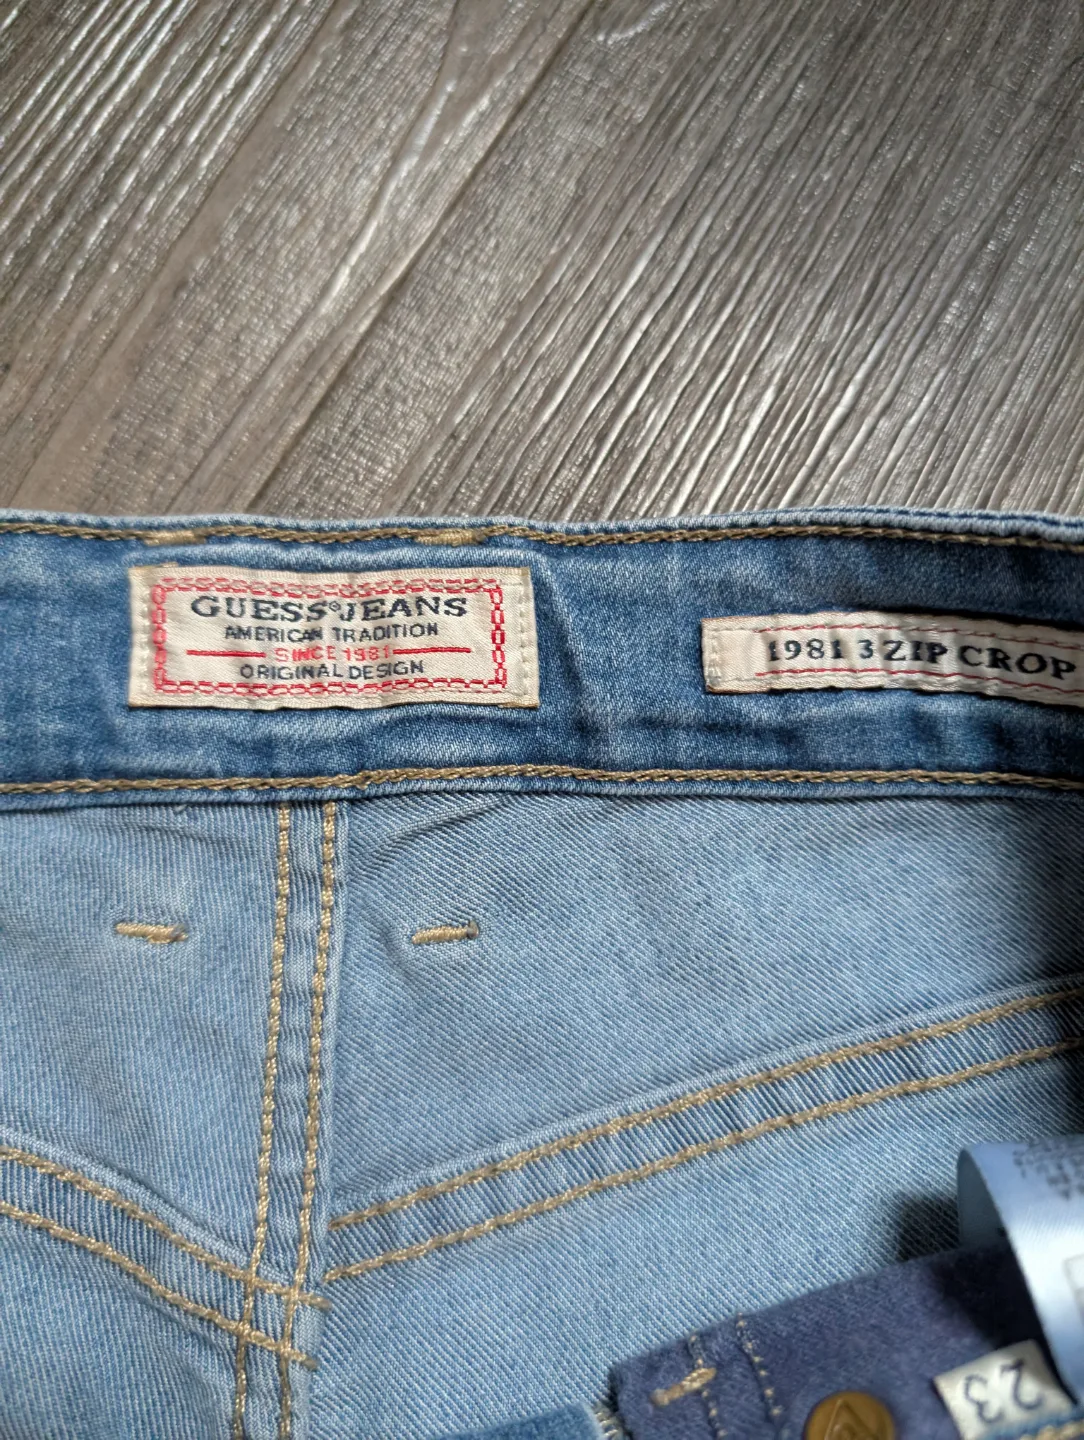 GUESS® JEANS
AMERICAN TRADITION
SINCE 1981
ORIGINAL DESIGN
1981 3 ZIP CROP
23